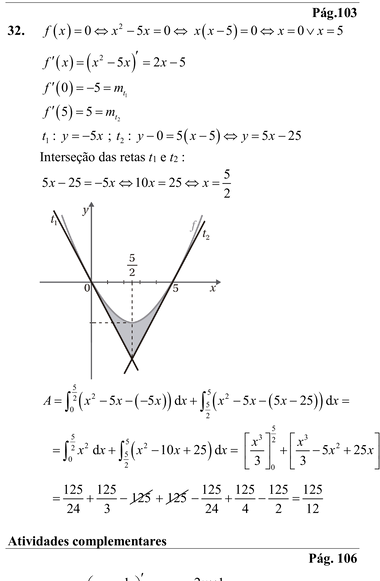 Pág.103
32. f(x)=0⇔x²−5x=0⇔ x(x−5)=0⇔x=0∨x=5
f′(x)=(x²−5x)′=2x−5
f′(0)=−5=m_{t₁}
f′(5)=5=m_{t₂}
t₁: y=−5x ; t₂: y−0=5(x−5)⇔y=5x−25
Interseção das retas t₁ e t₂ :
5x−25=−5x⇔10x=25⇔x=5/2
y
t₁
f
t₂
5/2
0
5
x
A=∫₀^{5/2}(x²−5x−(−5x))dx+∫_{5/2}^{5}(x²−5x−(5x−25))dx=
=∫₀^{5/2}x² dx+∫_{5/2}^{5}(x²−10x+25)dx=[x³/3]₀^{5/2}+[x³/3−5x²+25x]
=125/24+125/3−125+125−125/24+125/4−125/2=125/12
Atividades complementares
Pág. 106